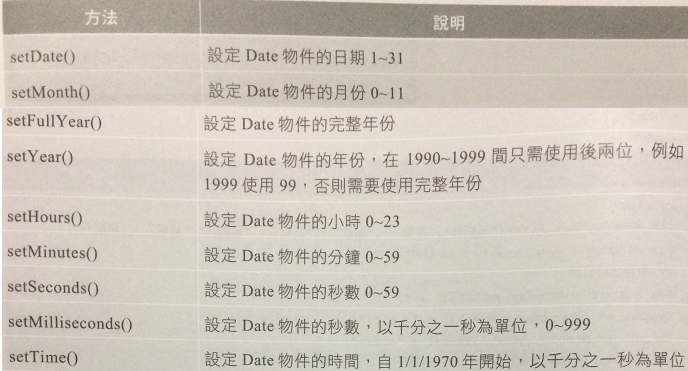 方法 說明
setDate() 設定 Date 物件的日期 1~31
setMonth() 設定 Date 物件的月份 0~11
setFullYear() 設定 Date 物件的完整年份
setYear() 設定 Date 物件的年份，在 1990~1999 間只需使用後兩位，例如
1999 使用 99，否則需要使用完整年份
setHours() 設定 Date 物件的小時 0~23
setMinutes() 設定 Date 物件的分鐘 0~59
setSeconds() 設定 Date 物件的秒數 0~59
setMilliseconds() 設定 Date 物件的秒數，以千分之一秒為單位，0~999
setTime() 設定 Date 物件的時間，自 1/1/1970 年開始，以千分之一秒為單位